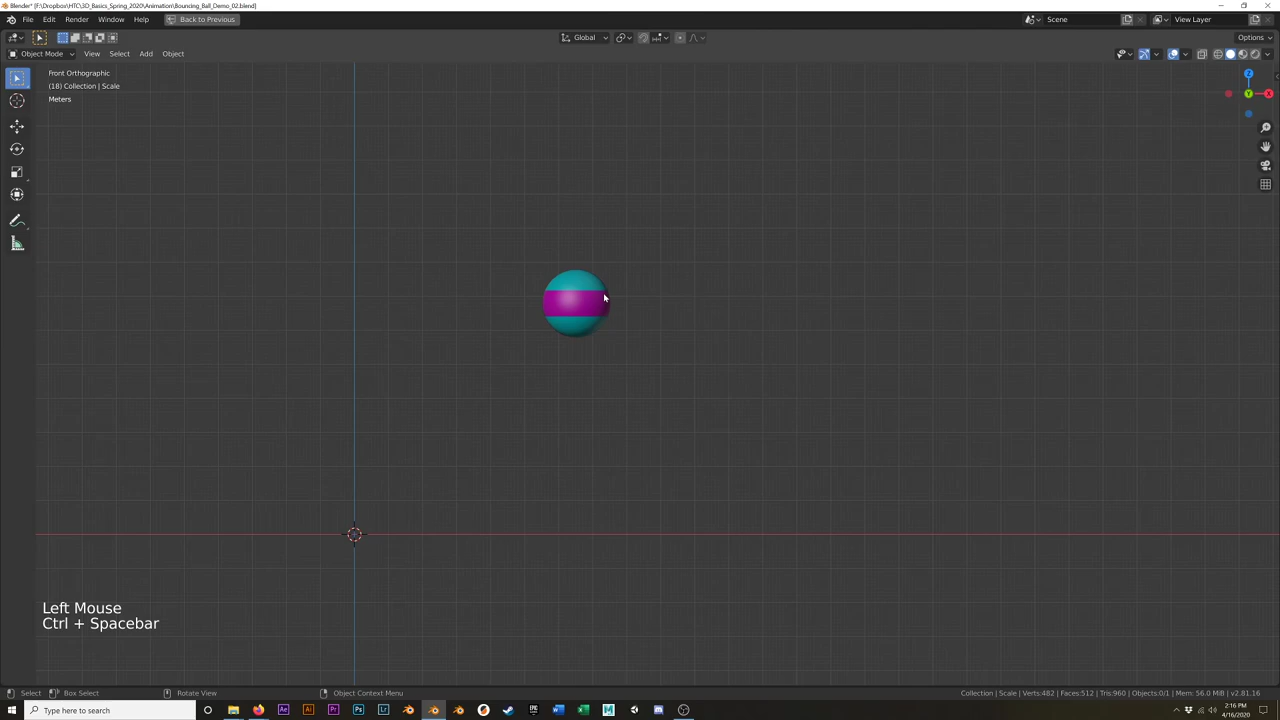 Blender* [F:\Dropbox\HTC\3D_Basics_Spring_2020\Animation\Bouncing_Ball_Demo_02.blend]
File Edit Render Window Help Back to Previous Scene View Layer
Global Options
Object Mode View Select Add Object
Front Orthographic
(18) Collection | Scale
Meters
Z
Y X
Left Mouse
Ctrl + Spacebar
Select Box Select Rotate View Object Context Menu Collection | Scale | Verts:482 | Faces:512 | Tris:960 | Objects:0/1 | Mem: 56.0 MiB | v2.81.16
Type here to search 2:16 PM
4/16/2020